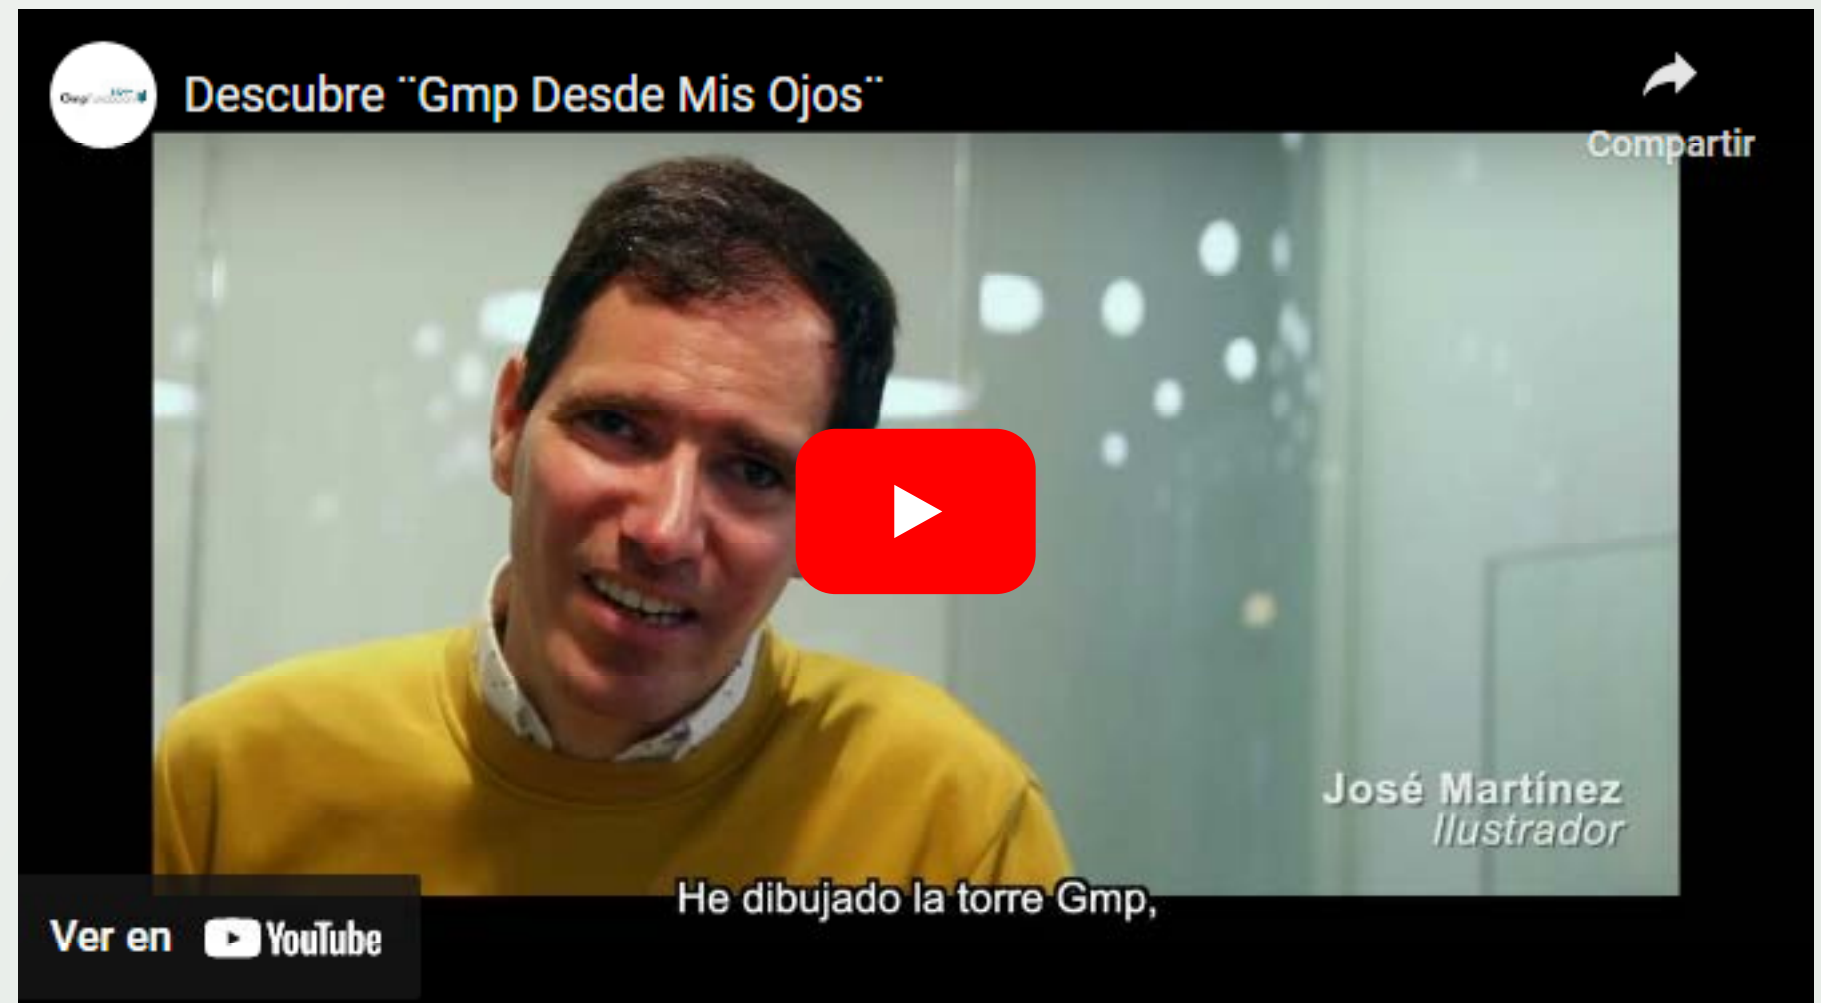 Descubre ¨Gmp Desde Mis Ojos¨
Compartir
José Martínez
Ilustrador
He dibujado la torre Gmp,
Ver en YouTube